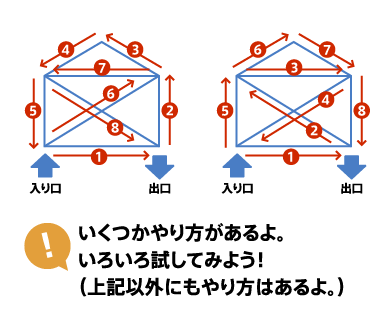 4 3 6 7
7 3
5 6 2 5 4 8
8 2
1 1
入り口 出口 入り口 出口
! いくつかやり方があるよ。
いろいろ試してみよう！
（上記以外にもやり方はあるよ。）